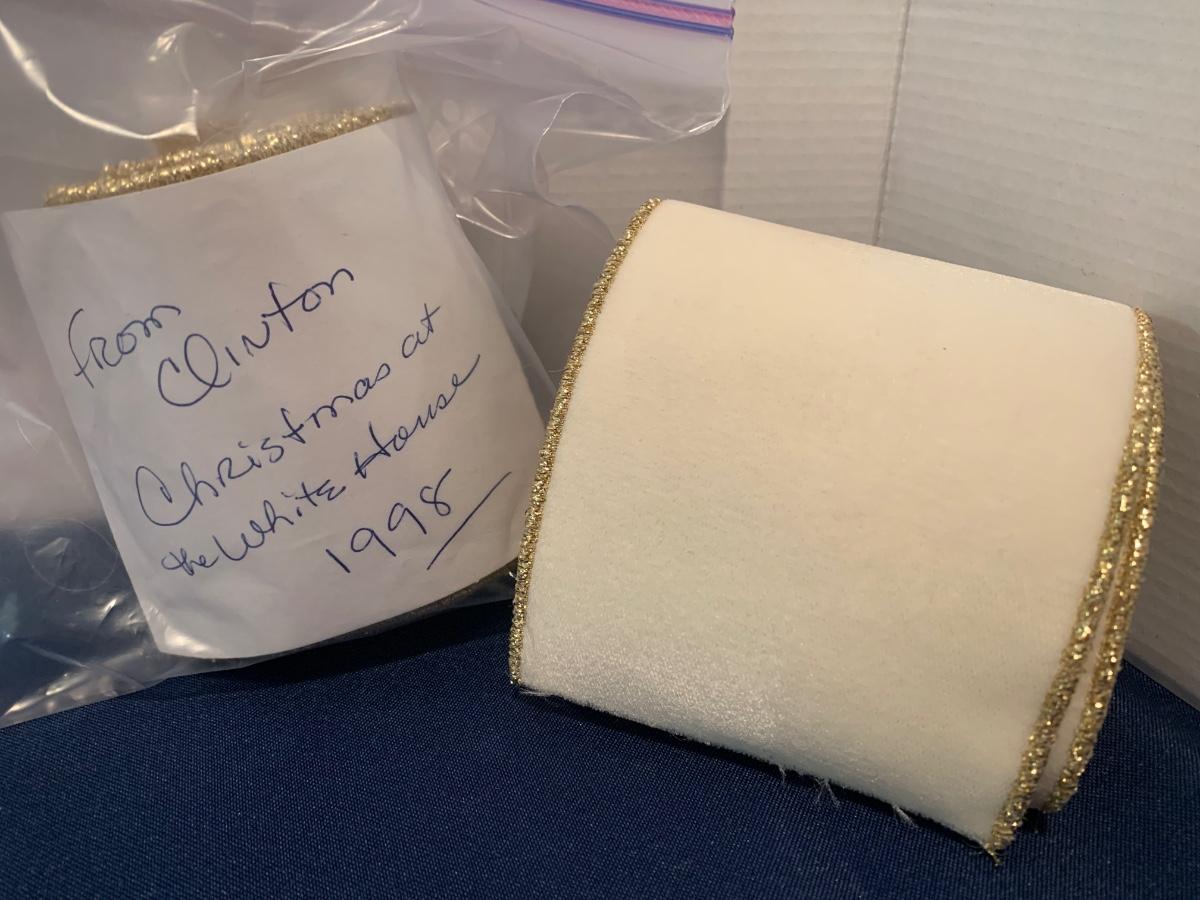 from
Clinton
Christmas at
the White House
1998